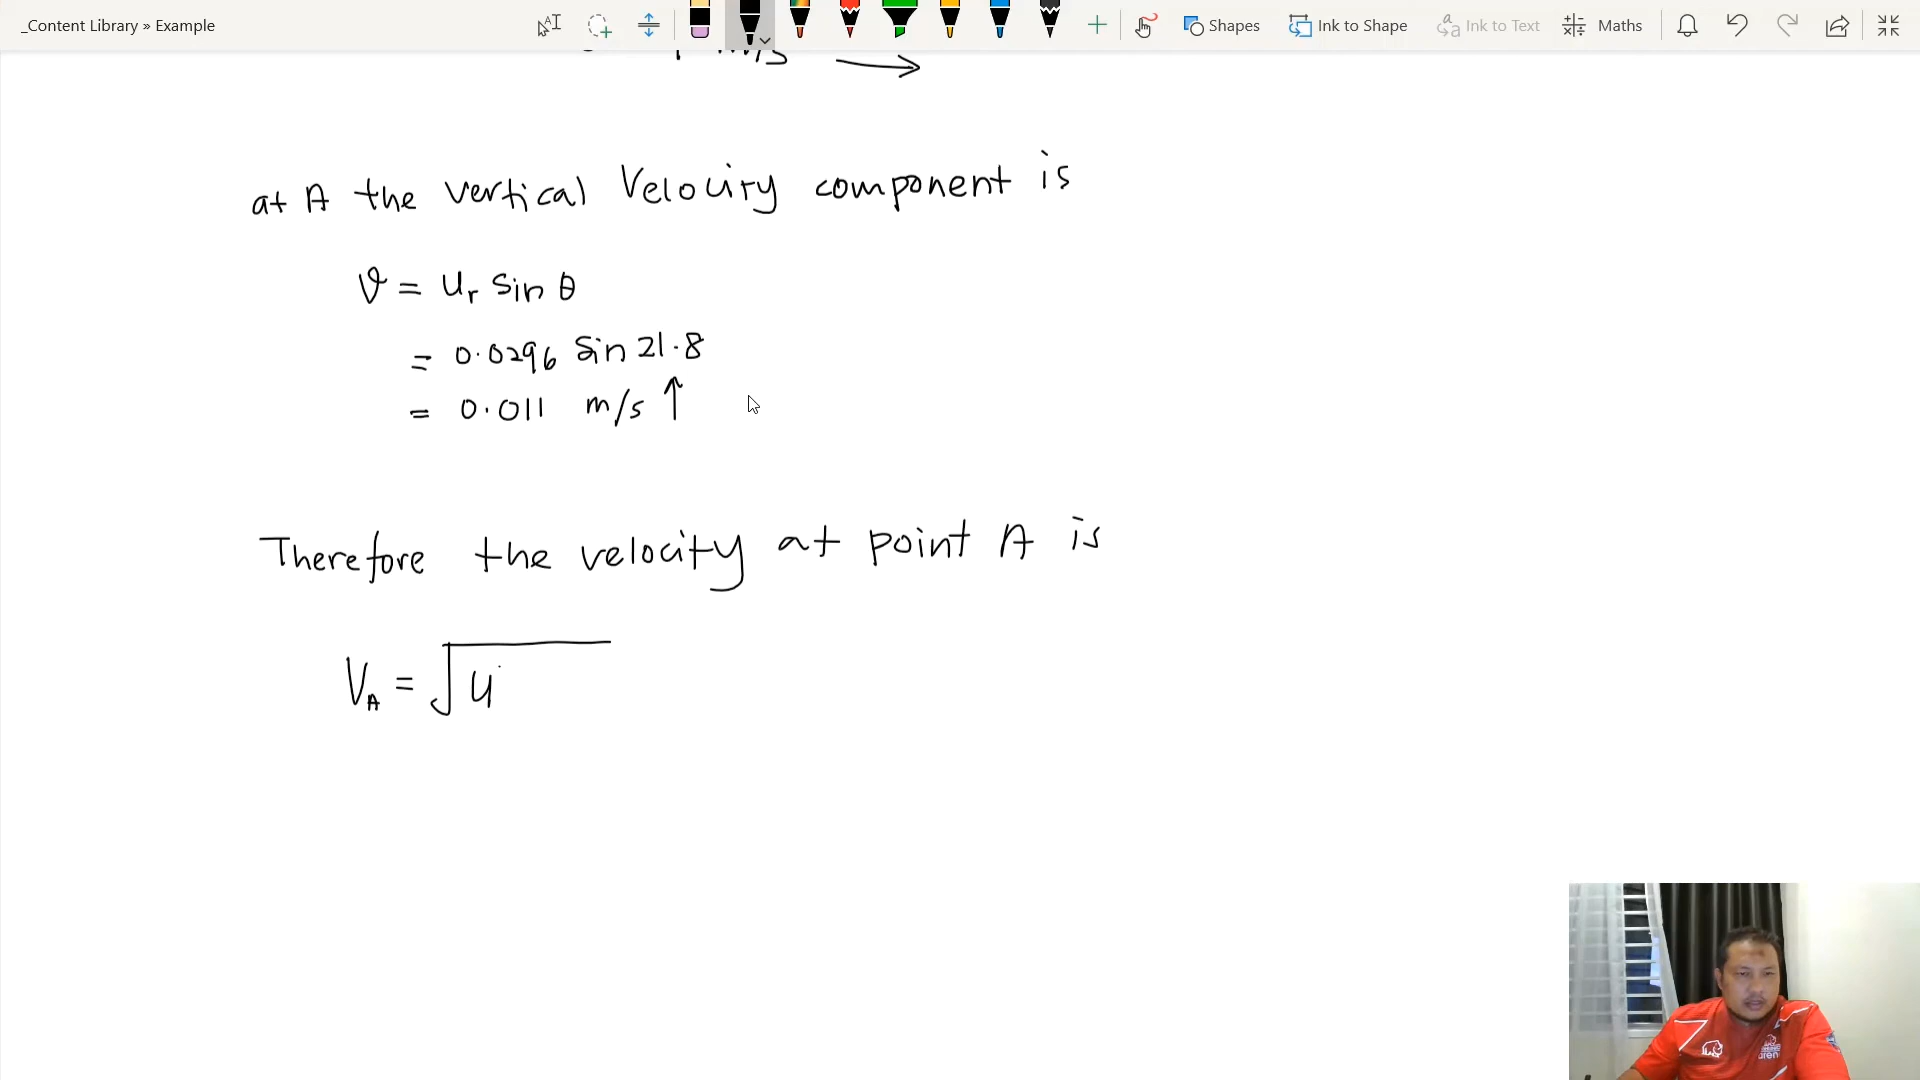 _Content Library » Example
Shapes
Ink to Shape
Ink to Text
Maths
m/s →
at A the vertical Velocity component is
ϑ = ur sin θ
= 0.0296 sin 21.8
= 0.011 m/s ↑
Therefore the velocity at point A is
VA = √u